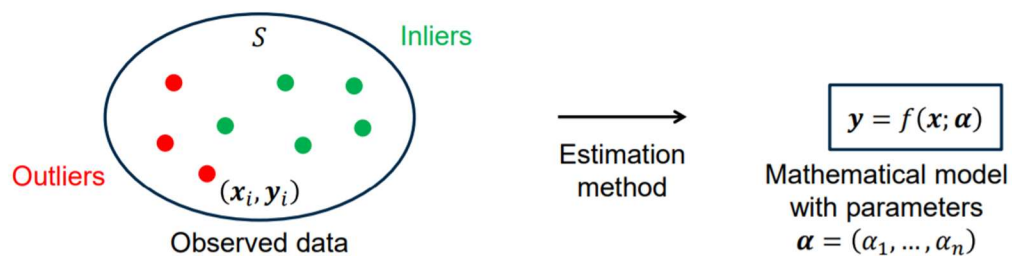 S
Inliers
Outliers
(𝒙ᵢ, 𝒚ᵢ)
Observed data
Estimation
method
𝒚 = f(𝒙; 𝜶)
Mathematical model
with parameters
𝜶 = (α₁, …, αₙ)